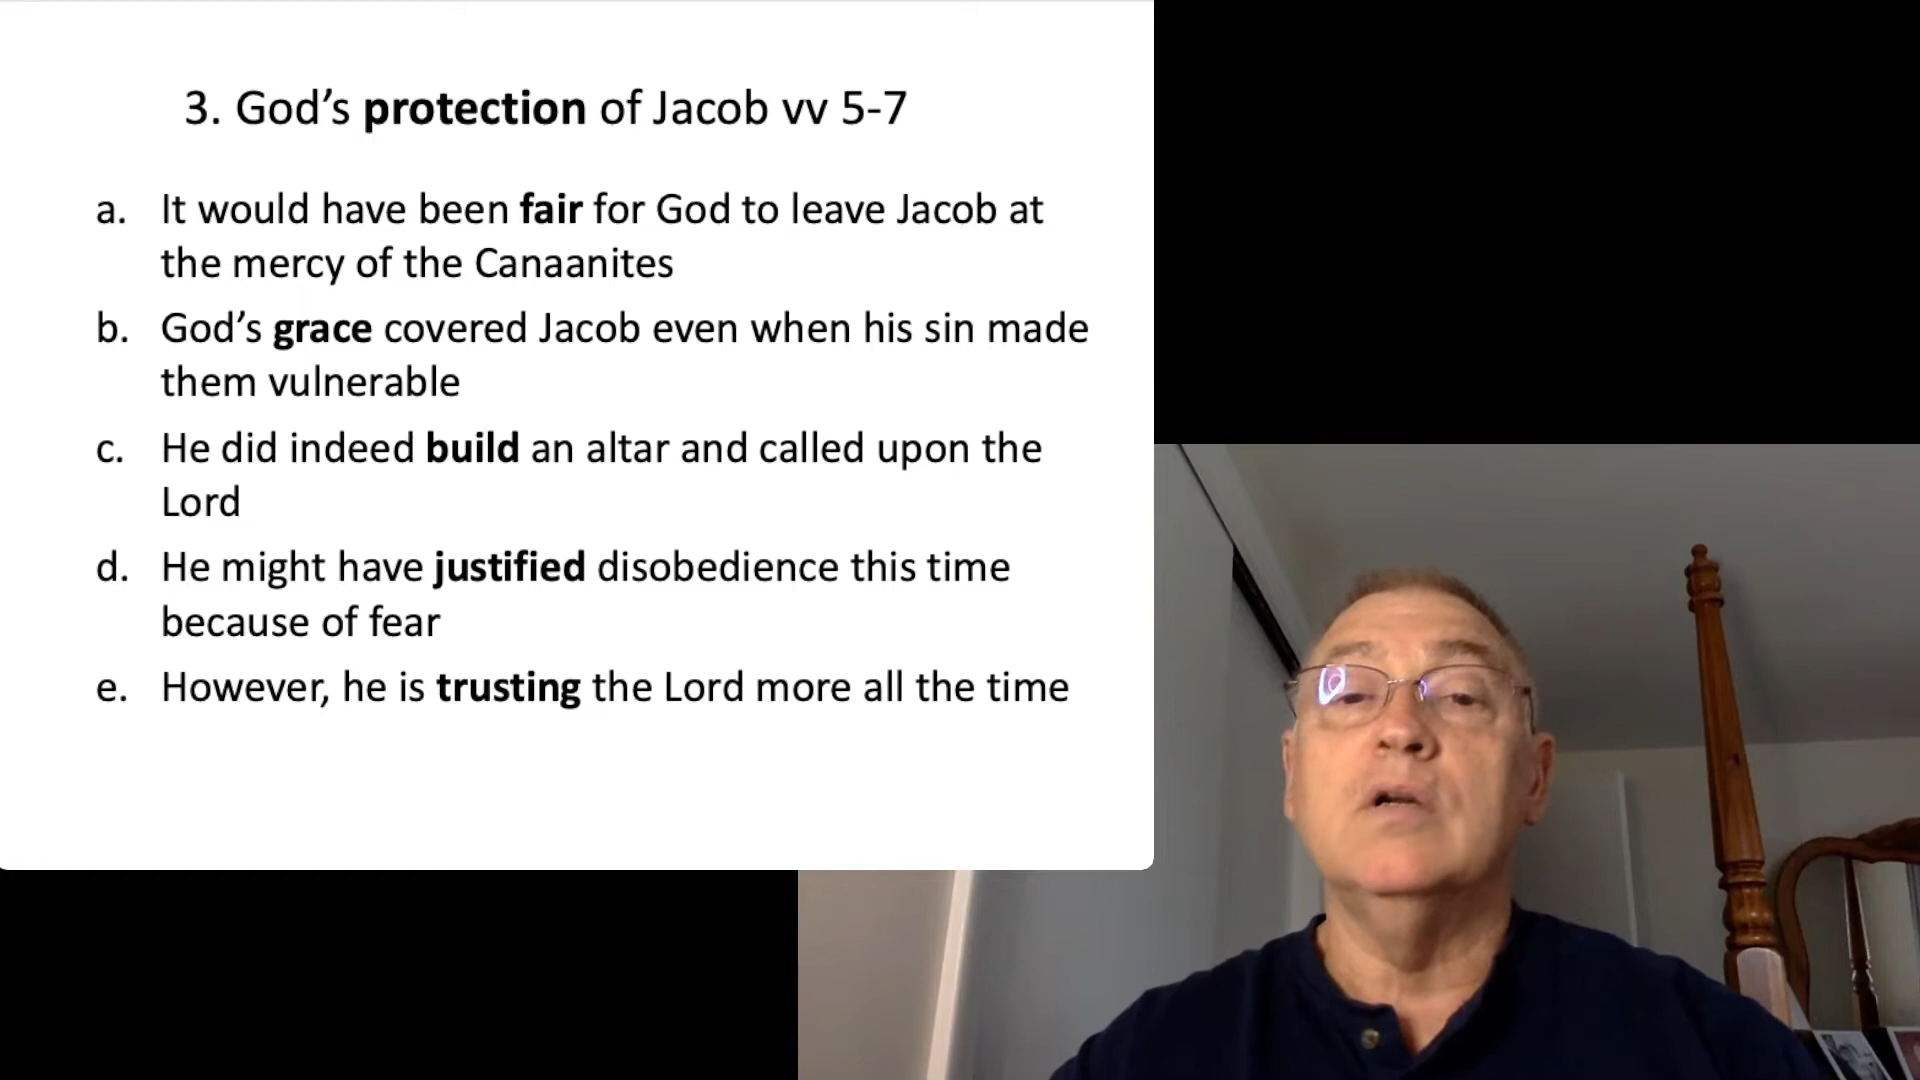 3. God’s protection of Jacob vv 5-7
a. It would have been fair for God to leave Jacob at
the mercy of the Canaanites
b. God’s grace covered Jacob even when his sin made
them vulnerable
c. He did indeed build an altar and called upon the
Lord
d. He might have justified disobedience this time
because of fear
e. However, he is trusting the Lord more all the time